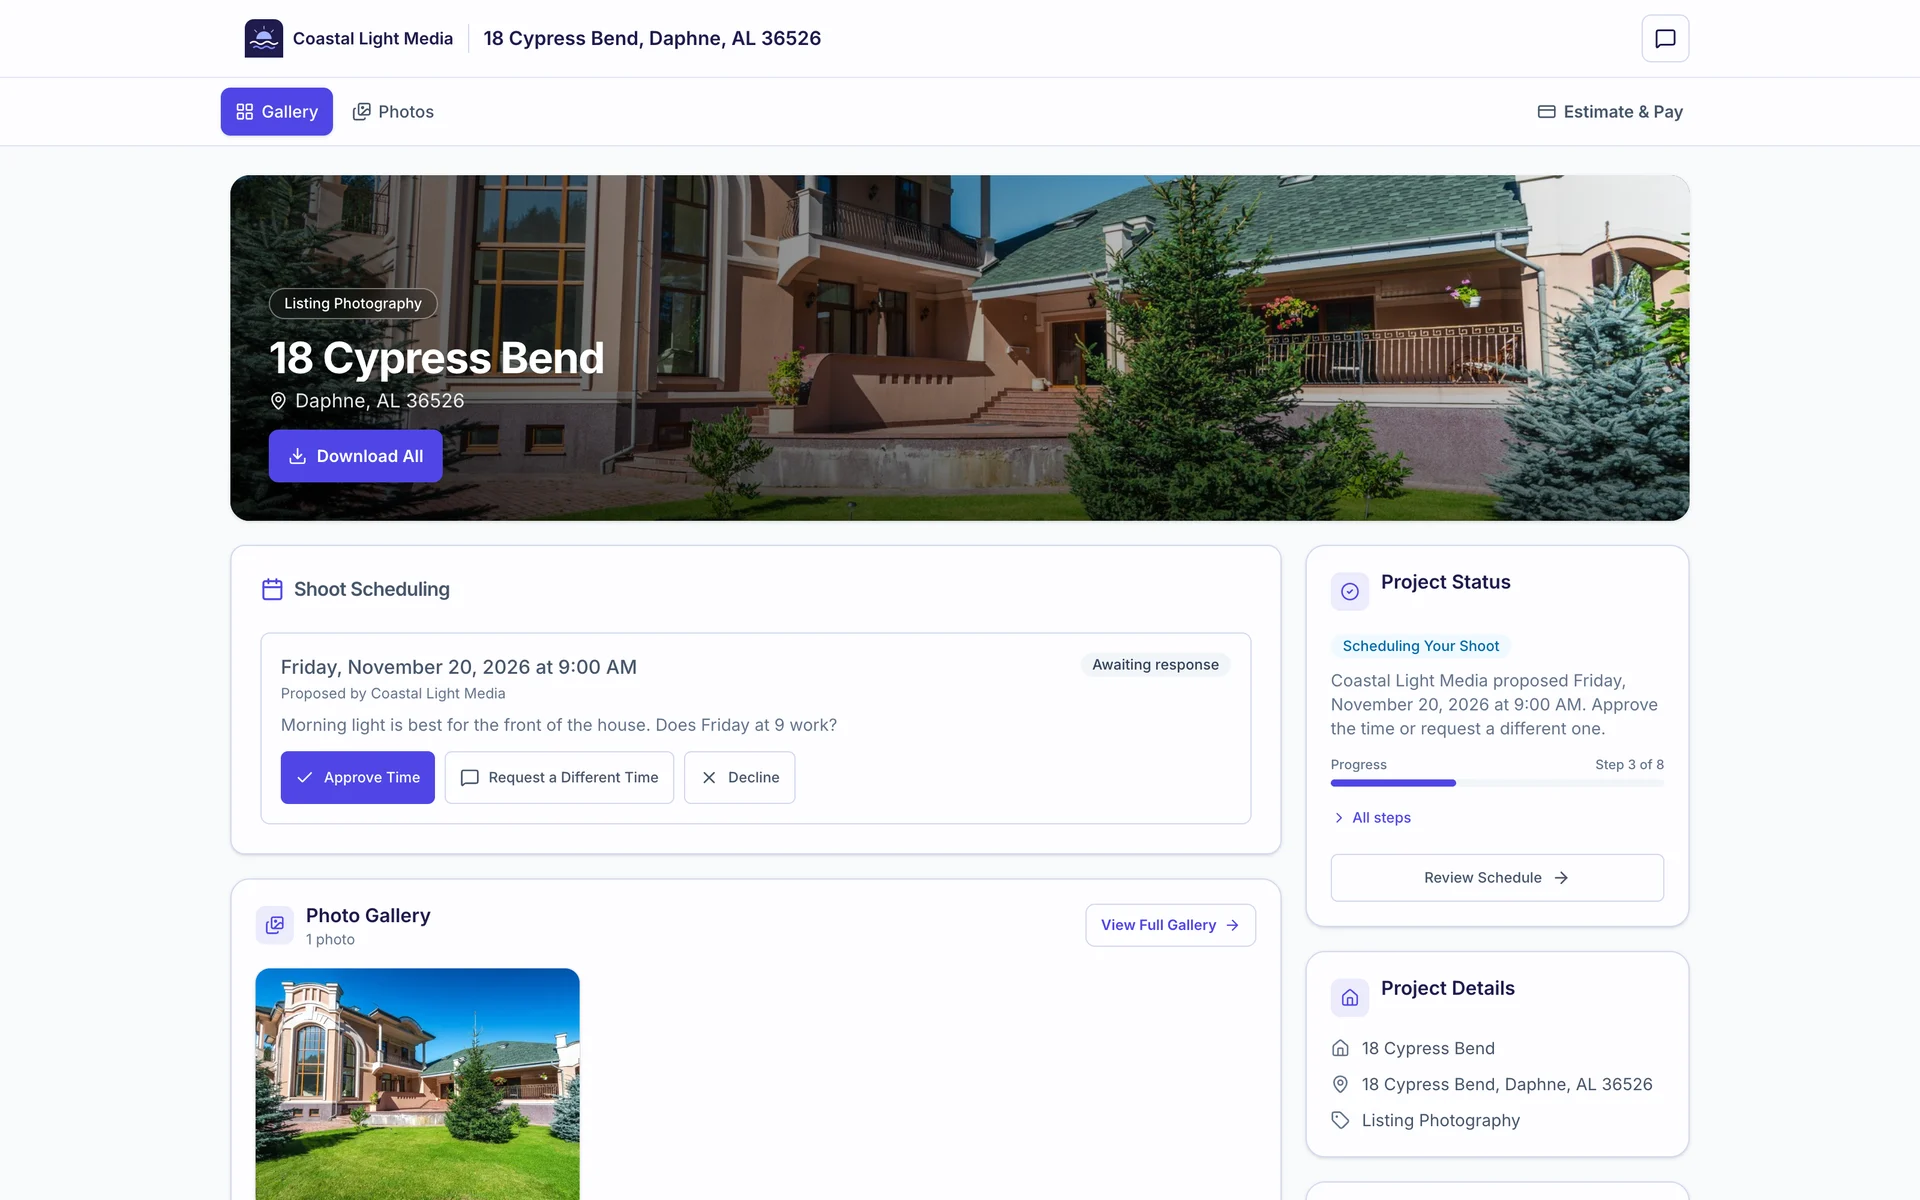 Coastal Light Media
18 Cypress Bend, Daphne, AL 36526
Gallery
Photos
Estimate & Pay
Listing Photography
18 Cypress Bend
Daphne, AL 36526
Download All
Shoot Scheduling
Friday, November 20, 2026 at 9:00 AM
Awaiting response
Proposed by Coastal Light Media
Morning light is best for the front of the house. Does Friday at 9 work?
Approve Time
Request a Different Time
Decline
Photo Gallery
1 photo
View Full Gallery
Project Status
Scheduling Your Shoot
Coastal Light Media proposed Friday,
November 20, 2026 at 9:00 AM. Approve
the time or request a different one.
Progress
Step 3 of 8
All steps
Review Schedule
Project Details
18 Cypress Bend
18 Cypress Bend, Daphne, AL 36526
Listing Photography